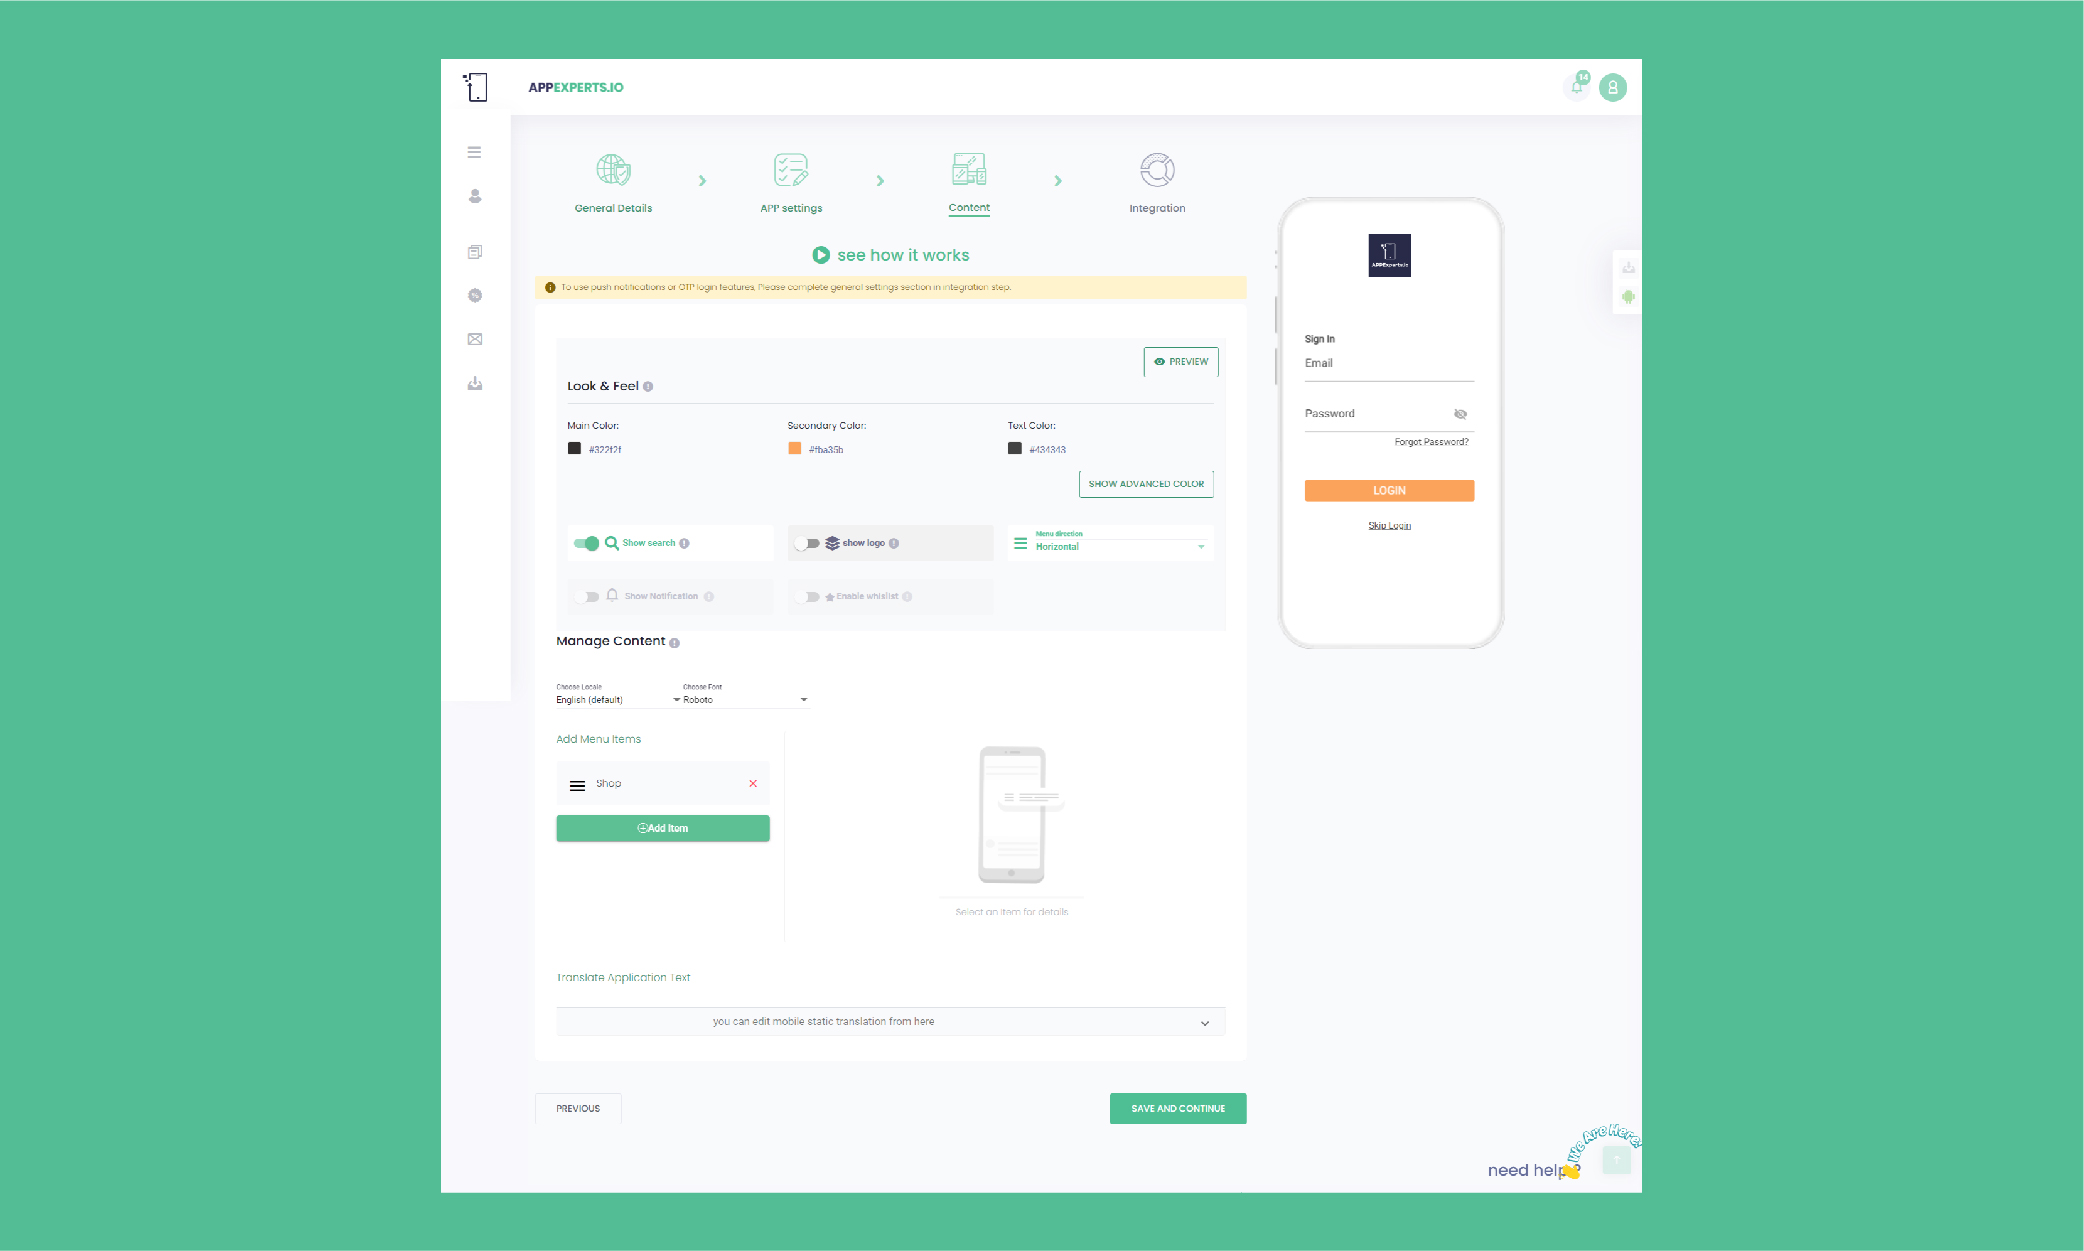 APPEXPERTS.IO
14
General Details
APP settings
Content
Integration
see how it works
To use push notifications or OTP login features, Please complete general settings section in integration step.
PREVIEW
Look & Feel
Main Color:
Secondary Color:
Text Color:
#322f2f
#fba35b
#434343
SHOW ADVANCED COLOR
Show search
show logo
Menu direction
Horizontal
Show Notification
Enable whislist
Manage Content
Choose Locale
Choose Font
English (default)
Roboto
Add Menu Items
Shop
Add Item
Select an item for details
Translate Application Text
you can edit mobile static translation from here
PREVIOUS
SAVE AND CONTINUE
APPExperts.io
Sign In
Email
Password
Forgot Password?
LOGIN
Skip Login
We Are Here!
need help?